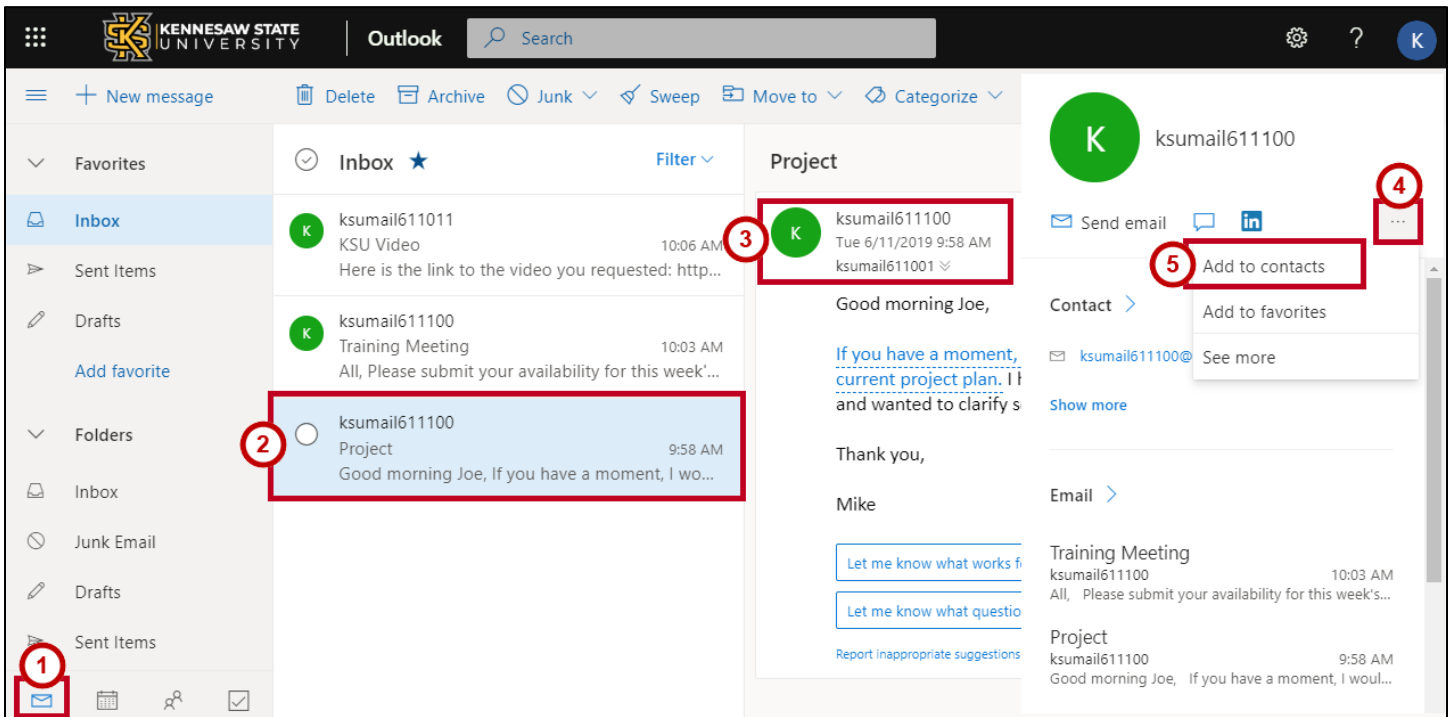 KENNESAW STATE
UNIVERSITY
Outlook
Search
?
K
New message
Delete
Archive
Junk
Sweep
Move to
Categorize
Favorites
Inbox
Sent Items
Drafts
Add favorite
Folders
Inbox
Junk Email
Drafts
Sent Items
1
Inbox
Filter
K
ksumail611011
KSU Video
10:06 AM
Here is the link to the video you requested: http...
K
ksumail611100
Training Meeting
10:03 AM
All, Please submit your availability for this week'...
2
ksumail611100
Project
9:58 AM
Good morning Joe, If you have a moment, I wo...
Project
3
K
ksumail611100
Tue 6/11/2019 9:58 AM
ksumail611001
Good morning Joe,
If you have a moment,
current project plan. I h
and wanted to clarify s
Thank you,
Mike
Let me know what works f
Let me know what questio
Report inappropriate suggestions
K
ksumail611100
4
Send email
in
...
5
Add to contacts
Add to favorites
See more
Contact
ksumail611100@
Show more
Email
Training Meeting
ksumail611100
10:03 AM
All, Please submit your availability for this week's...
Project
ksumail611100
9:58 AM
Good morning Joe, If you have a moment, I woul...